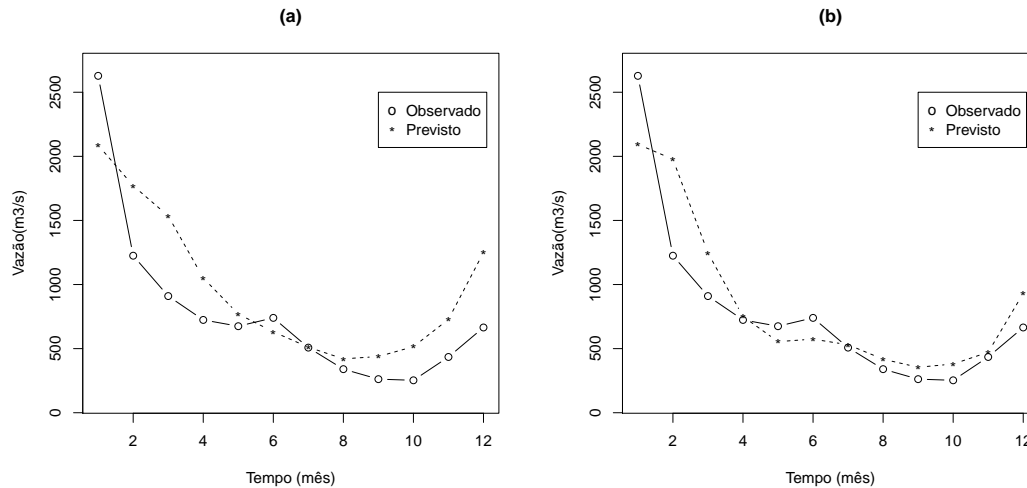 (a)
Vazão(m3/s)
0
500
1000
1500
2000
2500
Observado
Previsto
2
4
6
8
10
12
Tempo (mês)
(b)
Vazão(m3/s)
0
500
1000
1500
2000
2500
Observado
Previsto
2
4
6
8
10
12
Tempo (mês)